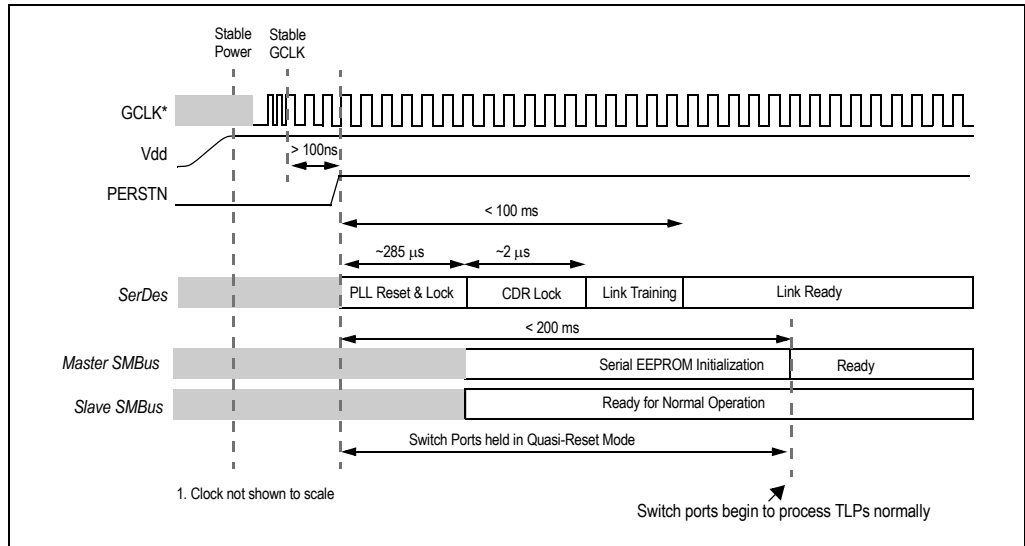 Stable Power
Stable GCLK
GCLK*
Vdd
> 100ns
PERSTN
< 100 ms
~285 μs
~2 μs
SerDes
PLL Reset & Lock
CDR Lock
Link Training
Link Ready
< 200 ms
Master SMBus
Serial EEPROM Initialization
Ready
Slave SMBus
Ready for Normal Operation
Switch Ports held in Quasi-Reset Mode
1. Clock not shown to scale
Switch ports begin to process TLPs normally